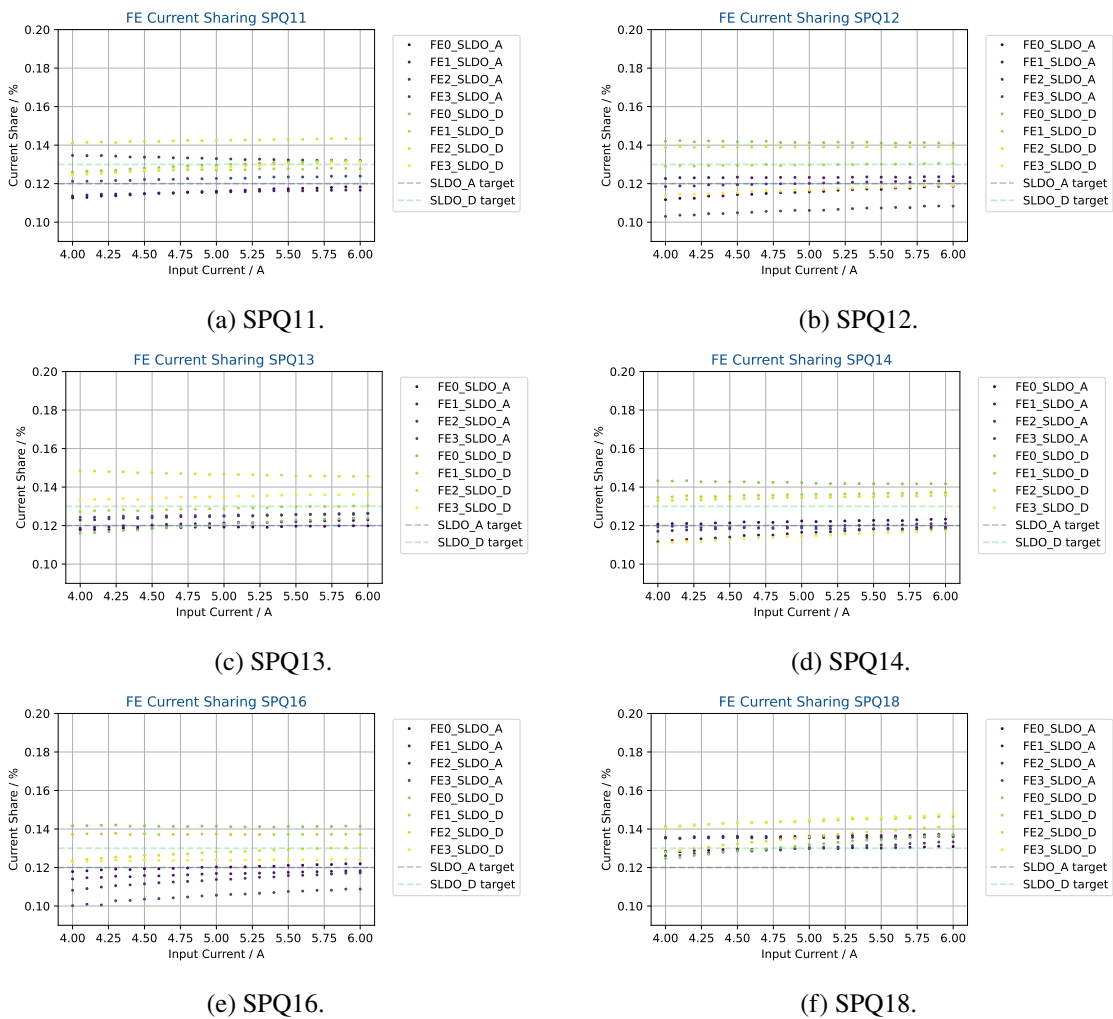 FE Current Sharing SPQ11
Current Share / %
0.20
0.18
0.16
0.14
0.12
0.10
4.00 4.25 4.50 4.75 5.00 5.25 5.50 5.75 6.00
Input Current / A
FE0_SLDO_A
FE1_SLDO_A
FE2_SLDO_A
FE3_SLDO_A
FE0_SLDO_D
FE1_SLDO_D
FE2_SLDO_D
FE3_SLDO_D
SLDO_A target
SLDO_D target
(a) SPQ11.
FE Current Sharing SPQ12
Current Share / %
0.20
0.18
0.16
0.14
0.12
0.10
4.00 4.25 4.50 4.75 5.00 5.25 5.50 5.75 6.00
Input Current / A
FE0_SLDO_A
FE1_SLDO_A
FE2_SLDO_A
FE3_SLDO_A
FE0_SLDO_D
FE1_SLDO_D
FE2_SLDO_D
FE3_SLDO_D
SLDO_A target
SLDO_D target
(b) SPQ12.
FE Current Sharing SPQ13
Current Share / %
0.20
0.18
0.16
0.14
0.12
0.10
4.00 4.25 4.50 4.75 5.00 5.25 5.50 5.75 6.00
Input Current / A
FE0_SLDO_A
FE1_SLDO_A
FE2_SLDO_A
FE3_SLDO_A
FE0_SLDO_D
FE1_SLDO_D
FE2_SLDO_D
FE3_SLDO_D
SLDO_A target
SLDO_D target
(c) SPQ13.
FE Current Sharing SPQ14
Current Share / %
0.20
0.18
0.16
0.14
0.12
0.10
4.00 4.25 4.50 4.75 5.00 5.25 5.50 5.75 6.00
Input Current / A
FE0_SLDO_A
FE1_SLDO_A
FE2_SLDO_A
FE3_SLDO_A
FE0_SLDO_D
FE1_SLDO_D
FE2_SLDO_D
FE3_SLDO_D
SLDO_A target
SLDO_D target
(d) SPQ14.
FE Current Sharing SPQ16
Current Share / %
0.20
0.18
0.16
0.14
0.12
0.10
4.00 4.25 4.50 4.75 5.00 5.25 5.50 5.75 6.00
Input Current / A
FE0_SLDO_A
FE1_SLDO_A
FE2_SLDO_A
FE3_SLDO_A
FE0_SLDO_D
FE1_SLDO_D
FE2_SLDO_D
FE3_SLDO_D
SLDO_A target
SLDO_D target
(e) SPQ16.
FE Current Sharing SPQ18
Current Share / %
0.20
0.18
0.16
0.14
0.12
0.10
4.00 4.25 4.50 4.75 5.00 5.25 5.50 5.75 6.00
Input Current / A
FE0_SLDO_A
FE1_SLDO_A
FE2_SLDO_A
FE3_SLDO_A
FE0_SLDO_D
FE1_SLDO_D
FE2_SLDO_D
FE3_SLDO_D
SLDO_A target
SLDO_D target
(f) SPQ18.